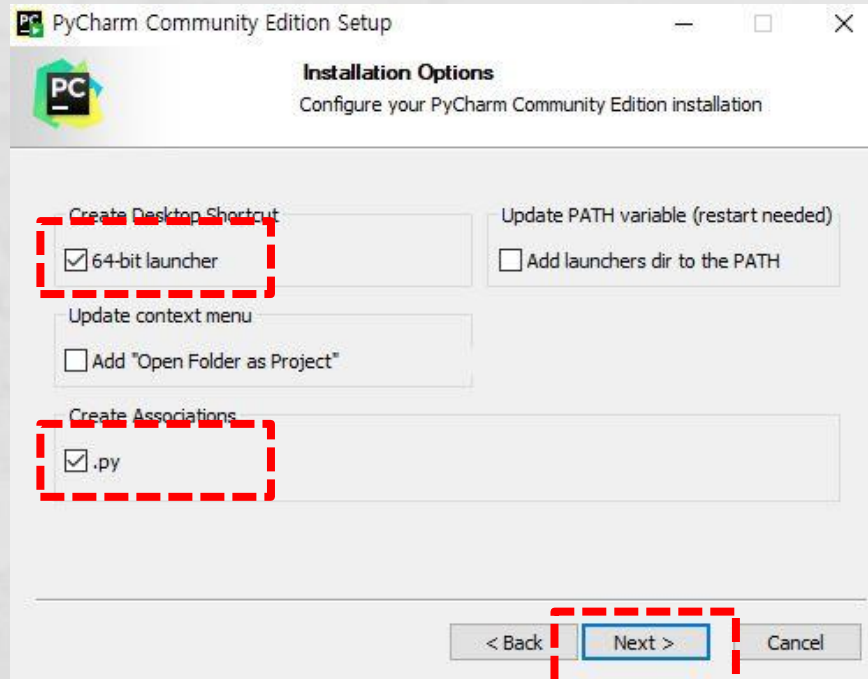 PC PyCharm Community Edition Setup
PC
Installation Options
Configure your PyCharm Community Edition installation
Create Desktop Shortcut
64-bit launcher
Update PATH variable (restart needed)
Add launchers dir to the PATH
Update context menu
Add "Open Folder as Project"
Create Associations
.py
< Back
Next >
Cancel